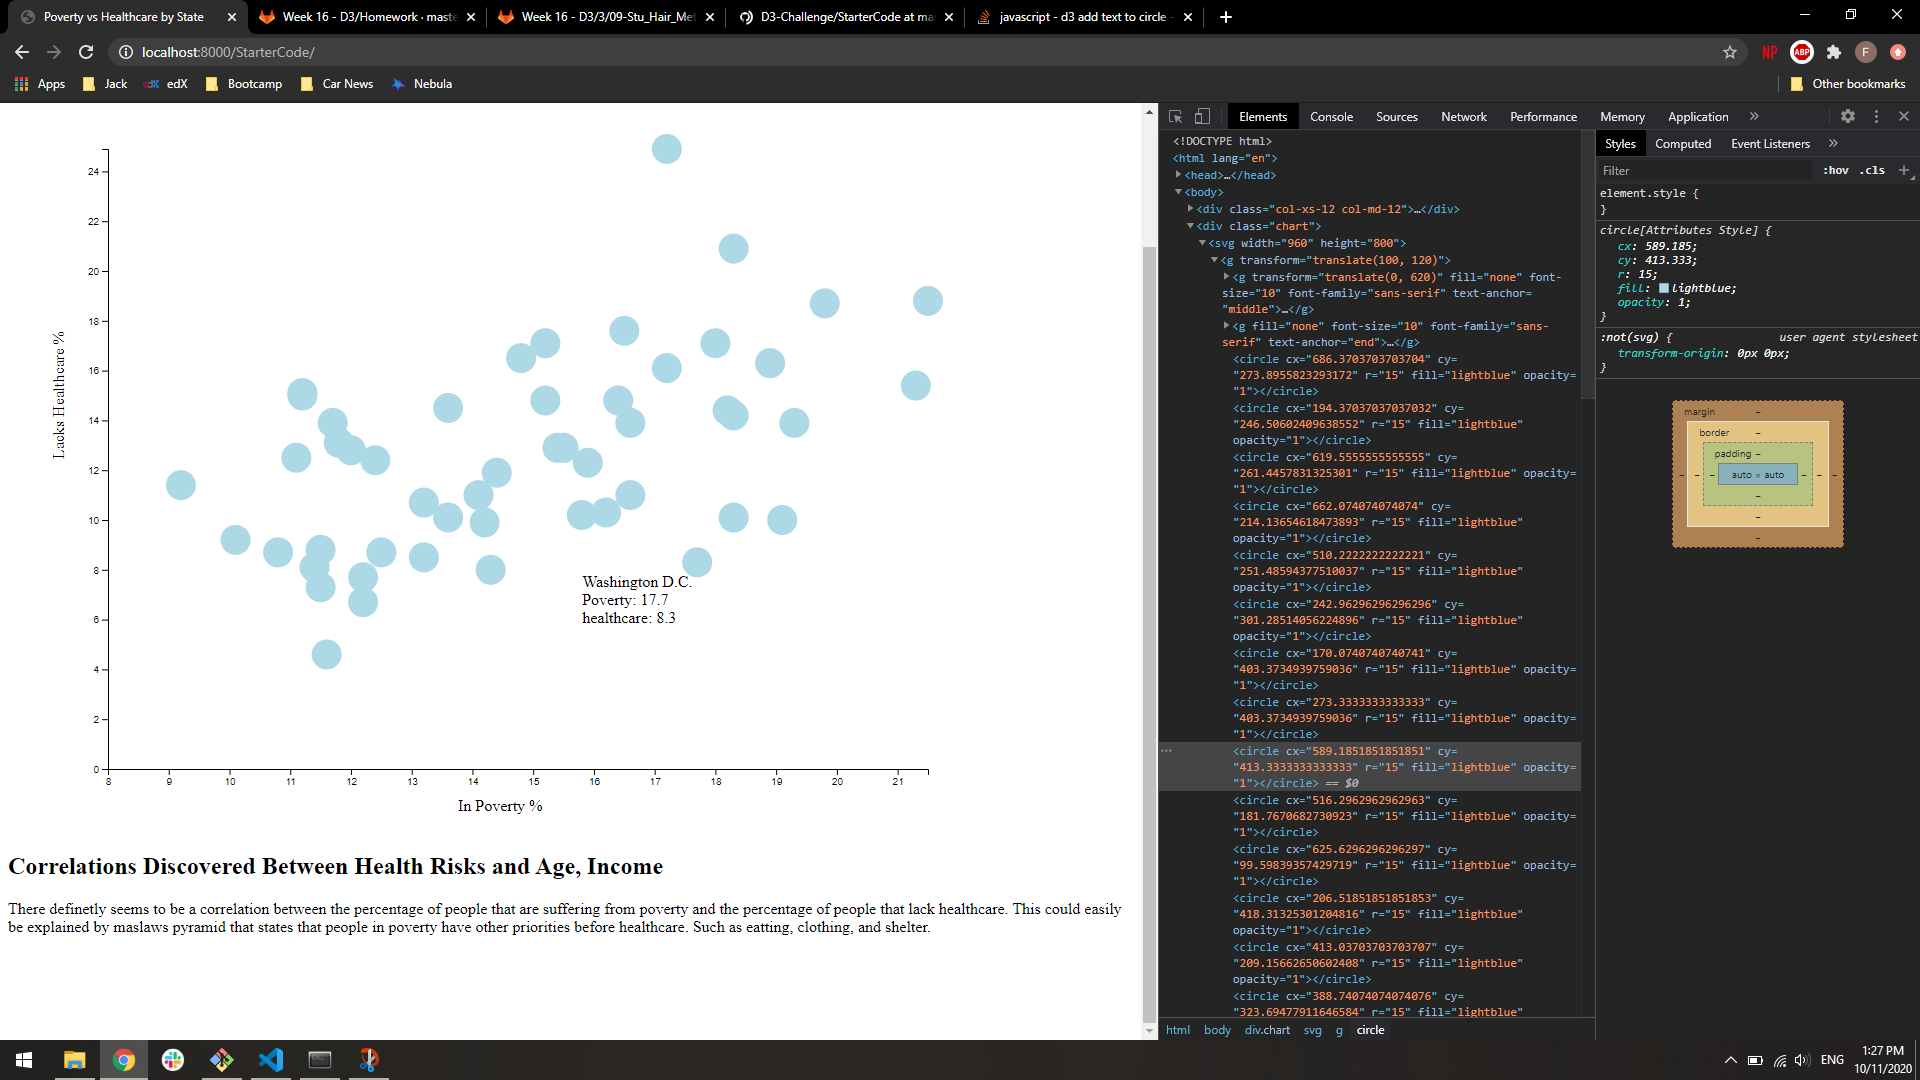 Poverty vs Healthcare by State
Week 16 - D3/Homework · maste
Week 16 - D3/3/09-Stu_Hair_Met
D3-Challenge/StarterCode at ma
javascript - d3 add text to circle -
localhost:8000/StarterCode/
NP
ABP
F
Apps
Jack
edX
Bootcamp
Car News
Nebula
Other bookmarks
24
22
20
18
16
14
12
10
8
6
4
2
0
Lacks Healthcare %
8 9 10 11 12 13 14 15 16 17 18 19 20 21
In Poverty %
Washington D.C.
Poverty: 17.7
healthcare: 8.3
Correlations Discovered Between Health Risks and Age, Income
There definetly seems to be a correlation between the percentage of people that are suffering from poverty and the percentage of people that lack healthcare. This could easily
be explained by maslaws pyramid that states that people in poverty have other priorities before healthcare. Such as eatting, clothing, and shelter.
Elements Console Sources Network Performance Memory Application »
<!DOCTYPE html>
<html lang="en">
<head>…</head>
<body>
<div class="col-xs-12 col-md-12">…</div>
<div class="chart">
<svg width="960" height="800">
<g transform="translate(100, 120)">
<g transform="translate(0, 620)" fill="none" font-
size="10" font-family="sans-serif" text-anchor=
"middle">…</g>
<g fill="none" font-size="10" font-family="sans-
serif" text-anchor="end">…</g>
<circle cx="686.3703703703704" cy=
"273.8955823293172" r="15" fill="lightblue" opacity=
"1"></circle>
<circle cx="194.37037037037032" cy=
"246.50602409638552" r="15" fill="lightblue"
opacity="1"></circle>
<circle cx="619.5555555555555" cy=
"261.4457831325301" r="15" fill="lightblue" opacity=
"1"></circle>
<circle cx="662.074074074074" cy=
"214.13654618473893" r="15" fill="lightblue"
opacity="1"></circle>
<circle cx="510.2222222222221" cy=
"251.48594377510037" r="15" fill="lightblue"
opacity="1"></circle>
<circle cx="242.96296296296296" cy=
"301.28514056224896" r="15" fill="lightblue"
opacity="1"></circle>
<circle cx="170.0740740740741" cy=
"403.3734939759036" r="15" fill="lightblue" opacity=
"1"></circle>
<circle cx="273.3333333333333" cy=
"403.3734939759036" r="15" fill="lightblue" opacity=
"1"></circle>
<circle cx="589.1851851851851" cy=
"413.3333333333333" r="15" fill="lightblue" opacity=
"1"></circle> == $0
<circle cx="516.2962962962963" cy=
"181.7670682730923" r="15" fill="lightblue" opacity=
"1"></circle>
<circle cx="625.6296296296297" cy=
"99.59839357429719" r="15" fill="lightblue" opacity=
"1"></circle>
<circle cx="206.51851851851853" cy=
"418.31325301204816" r="15" fill="lightblue"
opacity="1"></circle>
<circle cx="413.03703703703707" cy=
"209.15662650602408" r="15" fill="lightblue"
opacity="1"></circle>
<circle cx="388.74074074074076" cy=
"323.69477911646584" r="15" fill="lightblue"
html body div.chart svg g circle
Styles Computed Event Listeners »
Filter :hov .cls +
element.style {
}
circle[Attributes Style] {
cx: 589.185;
cy: 413.333;
r: 15;
fill: lightblue;
opacity: 1;
}
:not(svg) { user agent stylesheet
transform-origin: 0px 0px;
}
margin –
border –
padding –
auto × auto
ENG
1:27 PM
10/11/2020